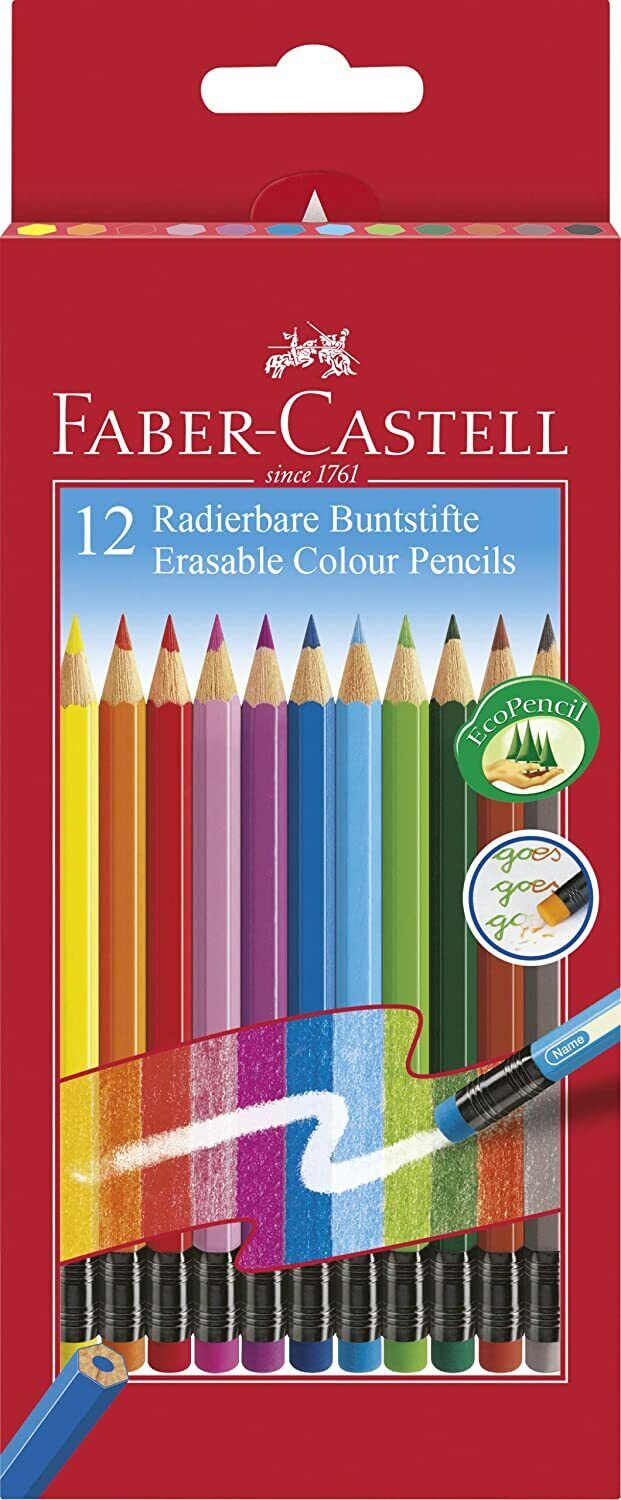 FABER-CASTELL
since 1761
12 Radierbare Buntstifte
Erasable Colour Pencils
EcoPencil
goes
goes
go
Name